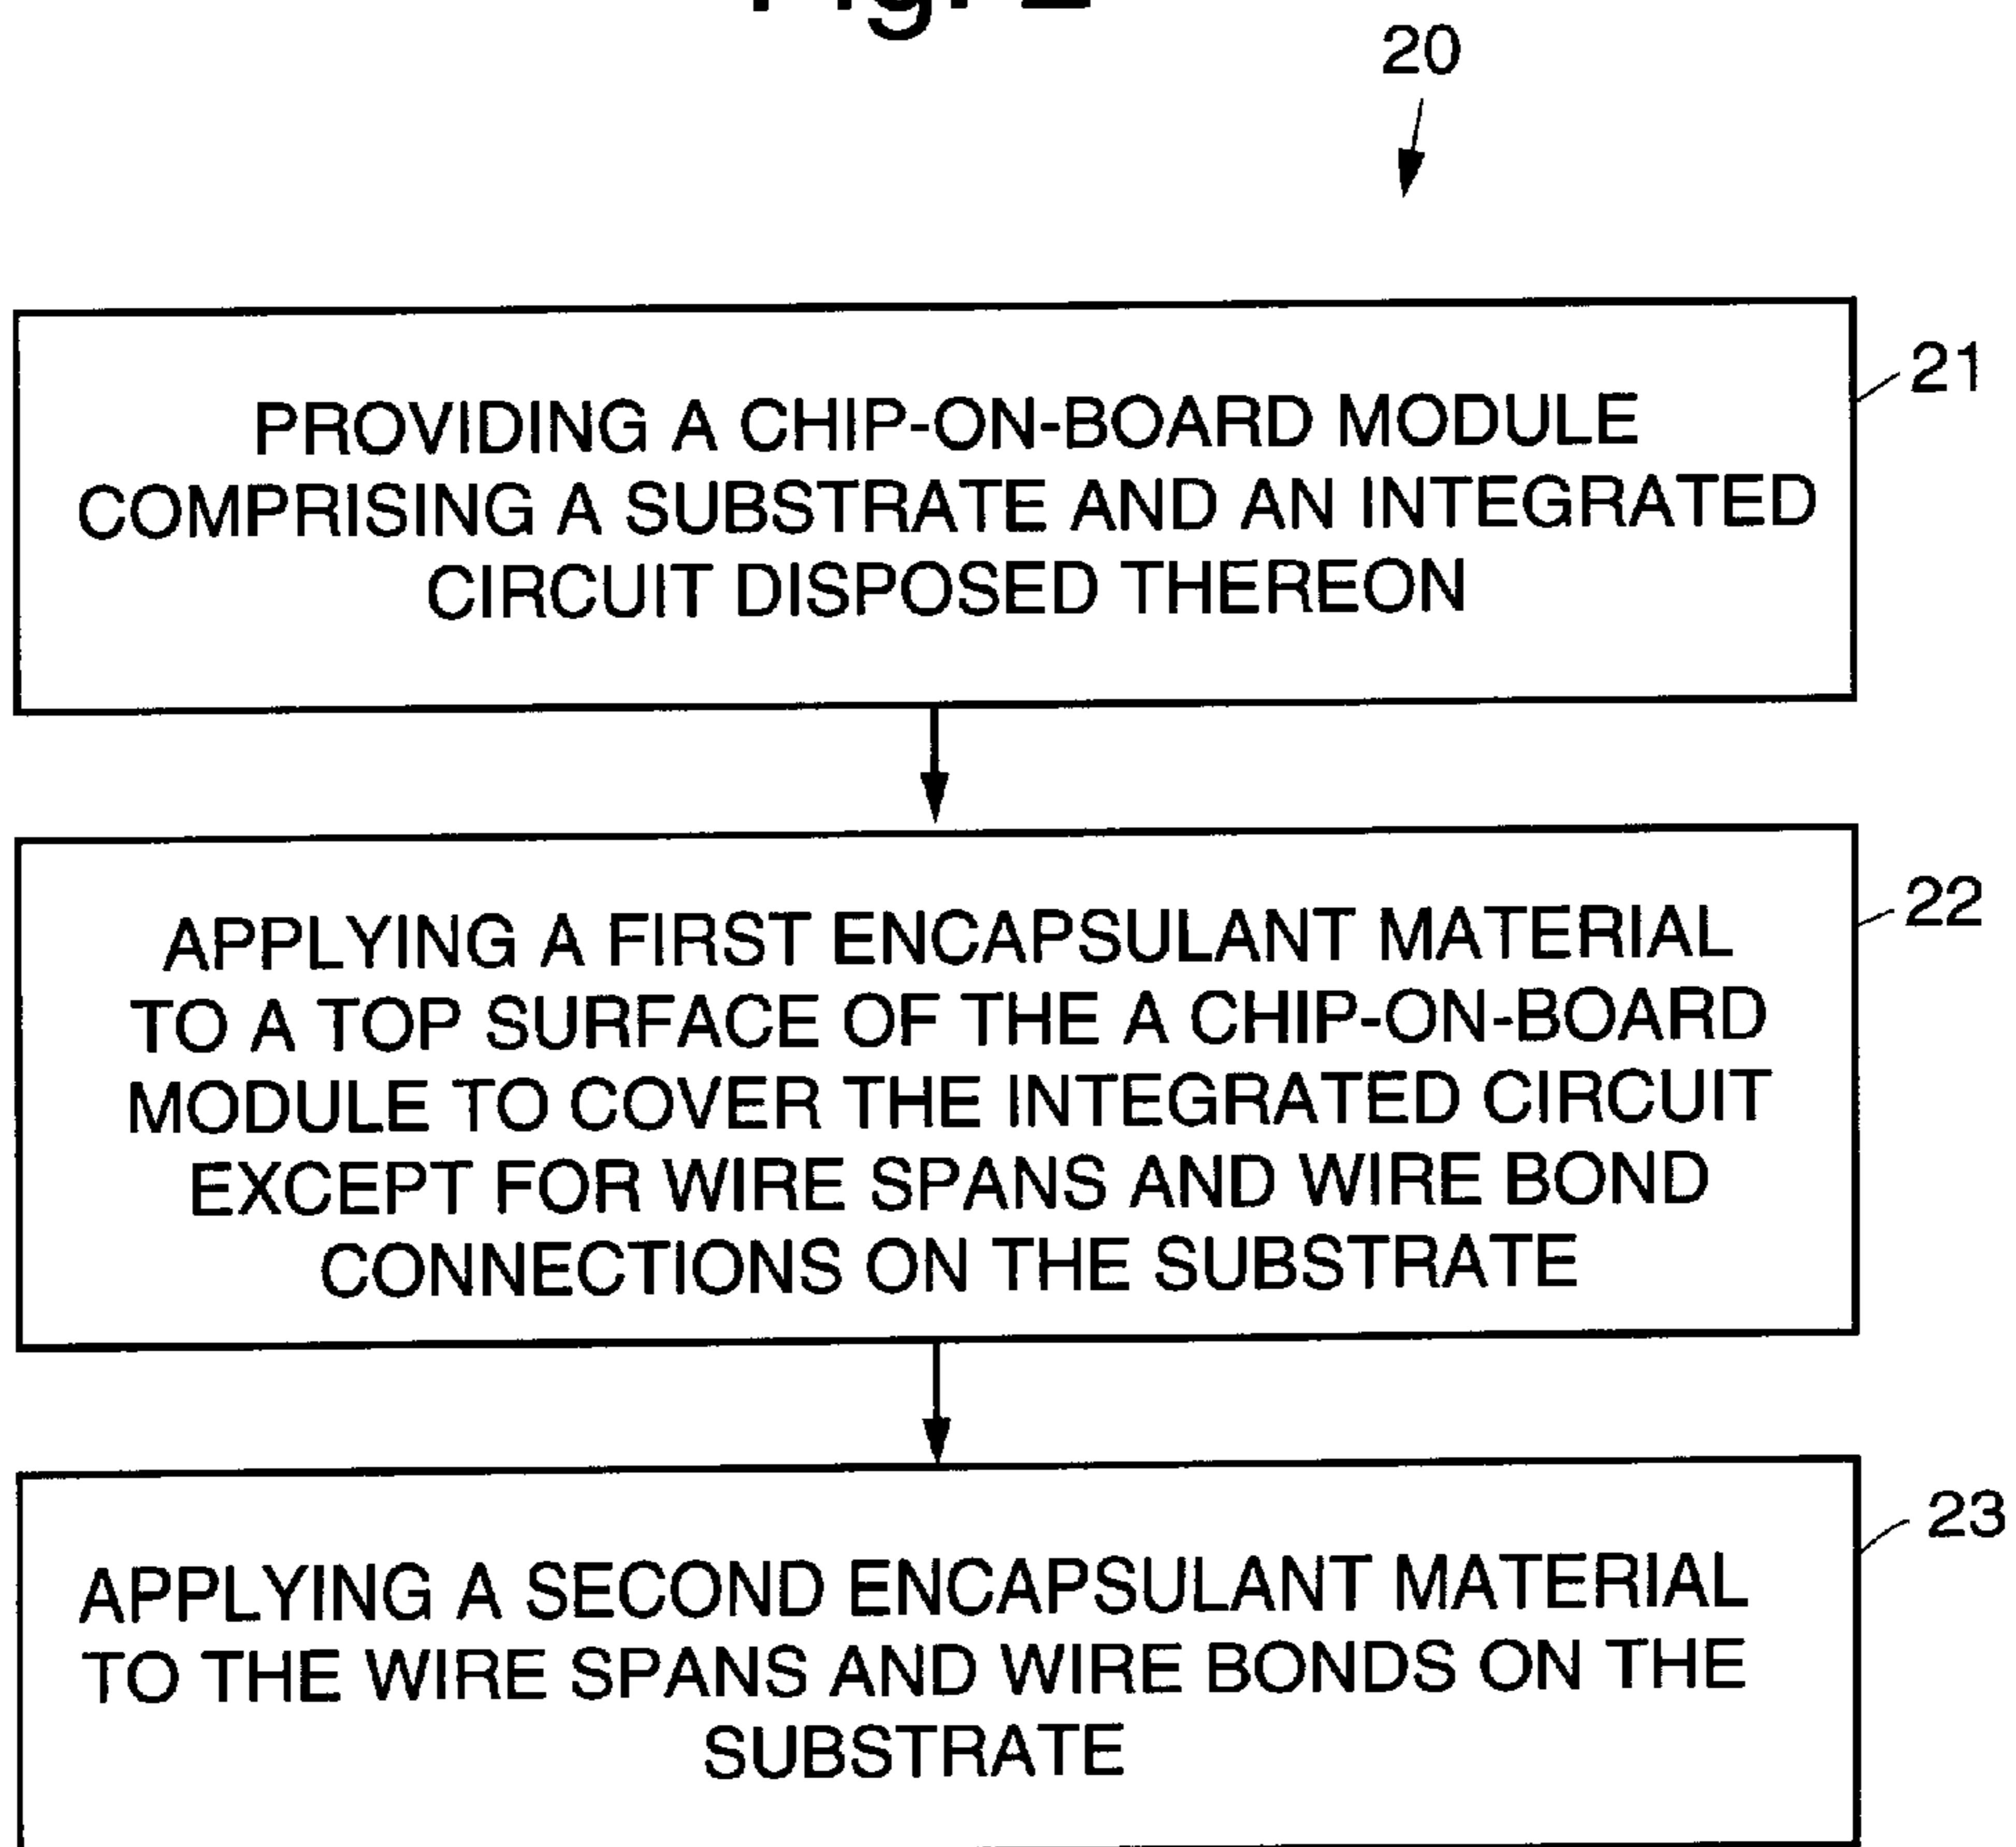 20
21
PROVIDING A CHIP-ON-BOARD MODULE
COMPRISING A SUBSTRATE AND AN INTEGRATED
CIRCUIT DISPOSED THEREON
22
APPLYING A FIRST ENCAPSULANT MATERIAL
TO A TOP SURFACE OF THE A CHIP-ON-BOARD
MODULE TO COVER THE INTEGRATED CIRCUIT
EXCEPT FOR WIRE SPANS AND WIRE BOND
CONNECTIONS ON THE SUBSTRATE
23
APPLYING A SECOND ENCAPSULANT MATERIAL
TO THE WIRE SPANS AND WIRE BONDS ON THE
SUBSTRATE